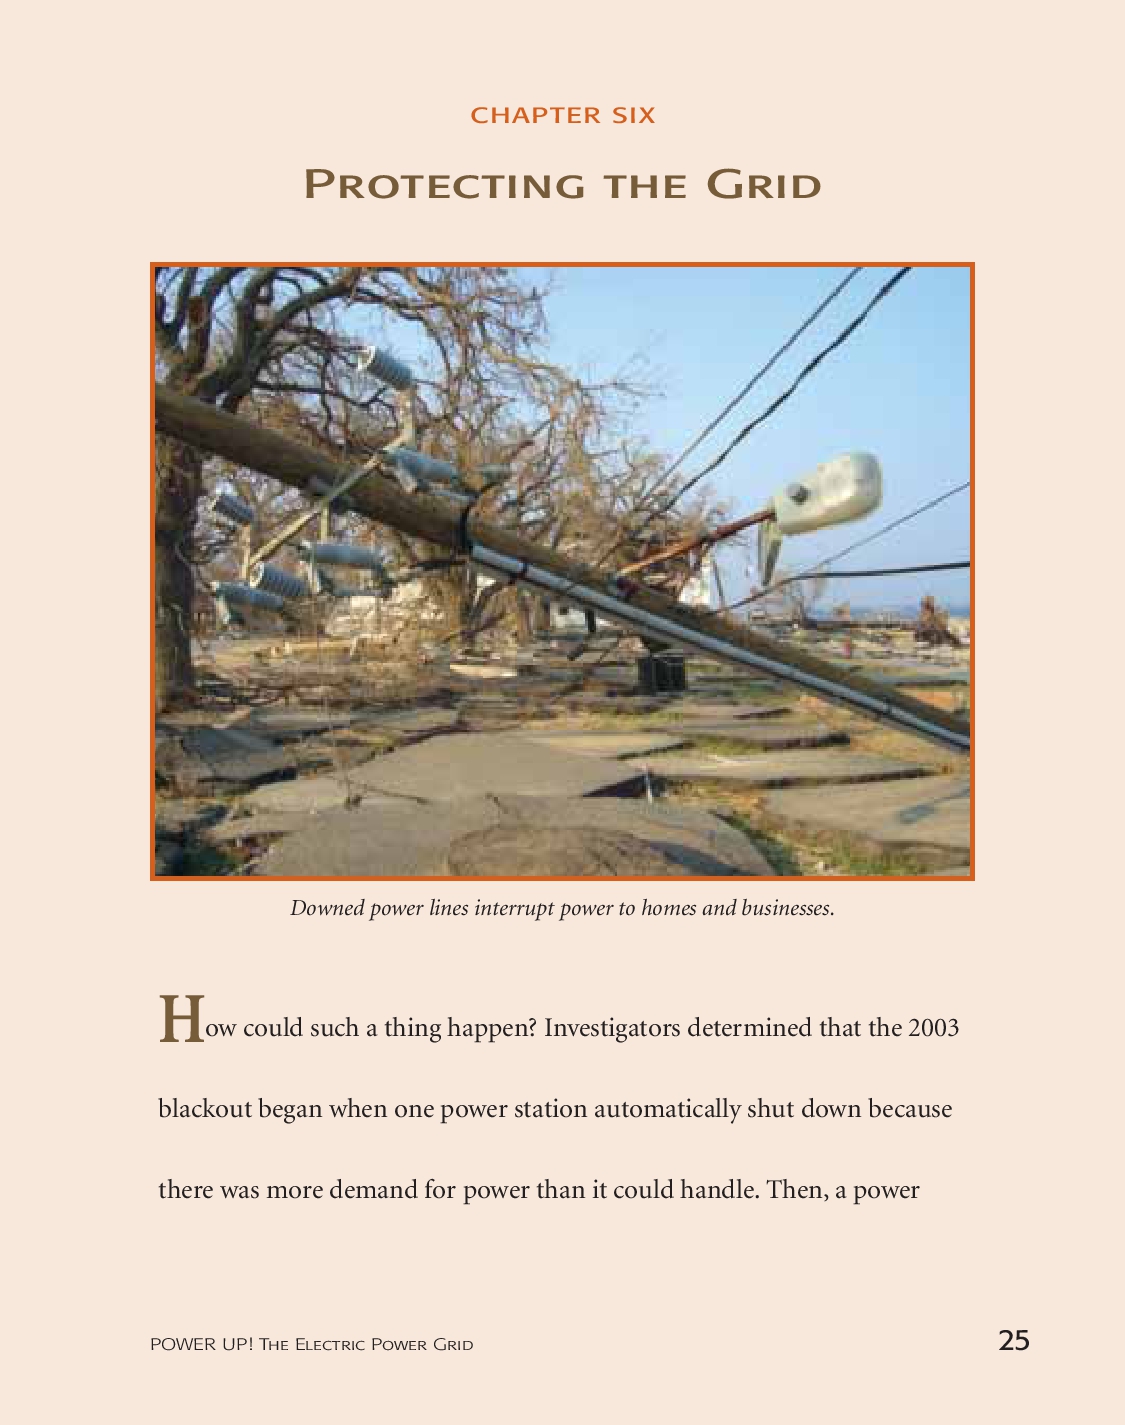 CHAPTER SIX
Protecting the Grid
Downed power lines interrupt power to homes and businesses.
How could such a thing happen? Investigators determined that the 2003
blackout began when one power station automatically shut down because
there was more demand for power than it could handle. Then, a power
POWER UP! The Electric Power Grid
25